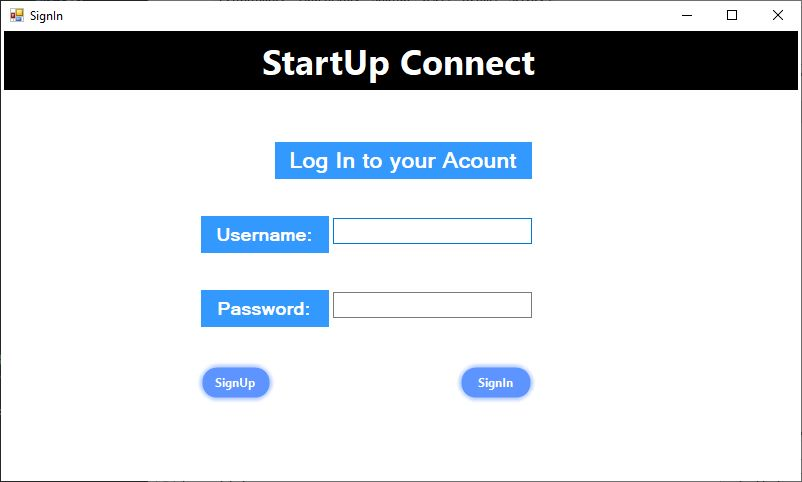 SignIn
StartUp Connect
Log In to your Acount
Username:
Password:
SignUp
SignIn